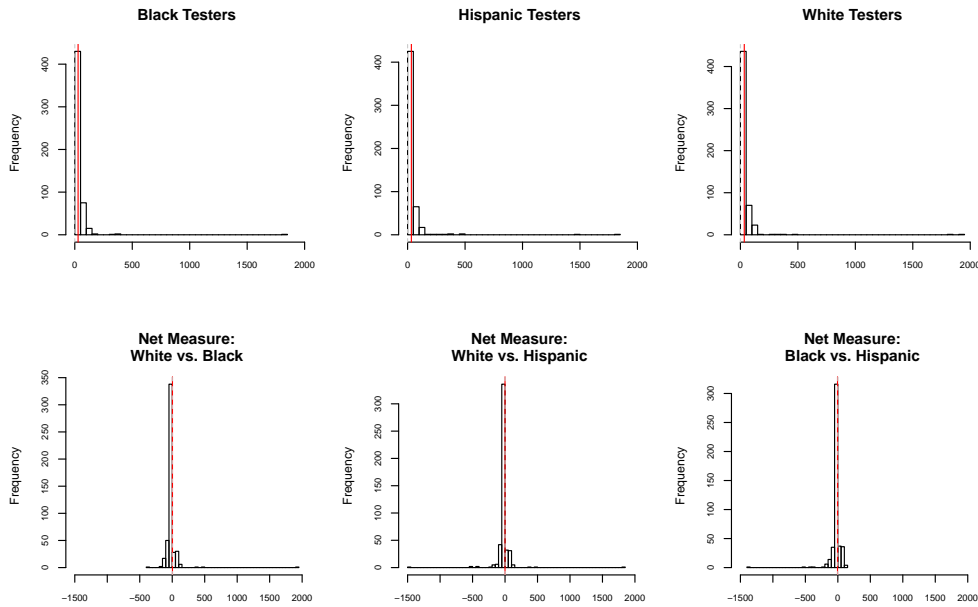 Black Testers
Frequency
0 100 200 300 400
0 500 1000 1500 2000
Hispanic Testers
Frequency
0 100 200 300 400
0 500 1000 1500 2000
White Testers
Frequency
0 100 200 300 400
0 500 1000 1500 2000
Net Measure:
White vs. Black
Frequency
0 50 100 150 200 250 300 350
−1500 −500 0 500 1000 1500 2000
Net Measure:
White vs. Hispanic
Frequency
0 50 100 150 200 250 300
−1500 −500 0 500 1000 1500 2000
Net Measure:
Black vs. Hispanic
Frequency
0 50 100 150 200 250 300
−1500 −500 0 500 1000 1500 2000